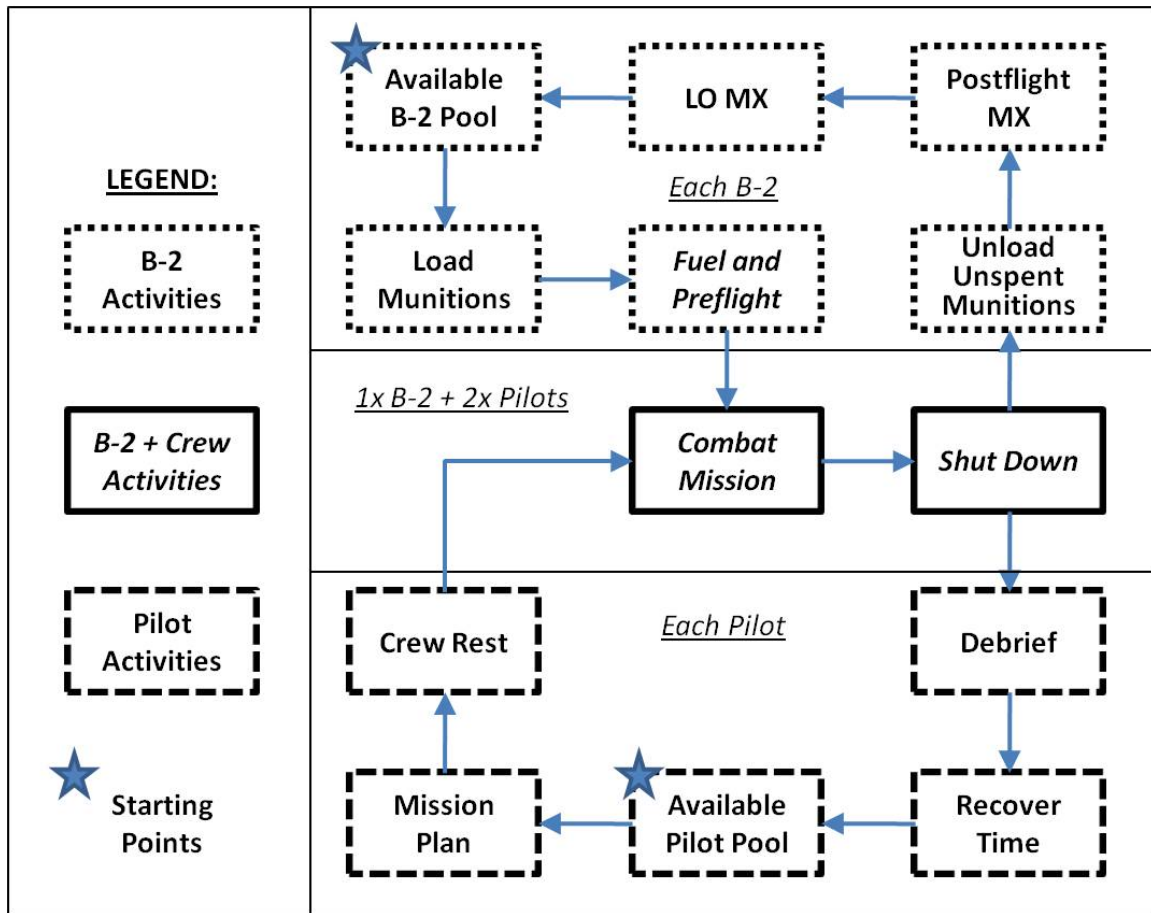 LEGEND:
B-2
Activities
B-2 + Crew
Activities
Pilot
Activities
Starting
Points
Available
B-2 Pool
LO MX
Postflight
MX
Each B-2
Load
Munitions
Fuel and
Preflight
Unload
Unspent
Munitions
1x B-2 + 2x Pilots
Combat
Mission
Shut Down
Crew Rest
Each Pilot
Debrief
Mission
Plan
Available
Pilot Pool
Recover
Time